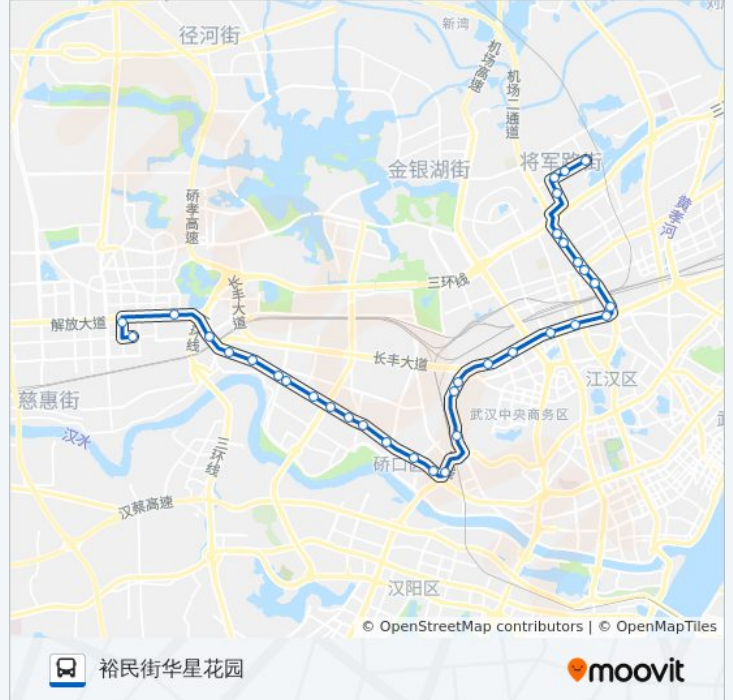 径河街
新湾
机场高速
机场二通道
将军路街
金银湖街
硚孝高速
黄孝河
三环线
长丰大道
解放大道
长丰大道
江汉区
慈惠街
武汉中央商务区
汉水
三环线
硚口区
汉蔡高速
汉阳区
© OpenStreetMap contributors | © OpenMapTiles
裕民街华星花园
moovit